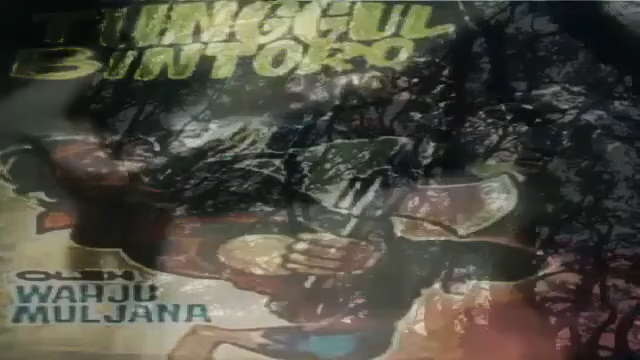 TUNGGUL
BINTORO
OLEH
WAHJU
MULJANA